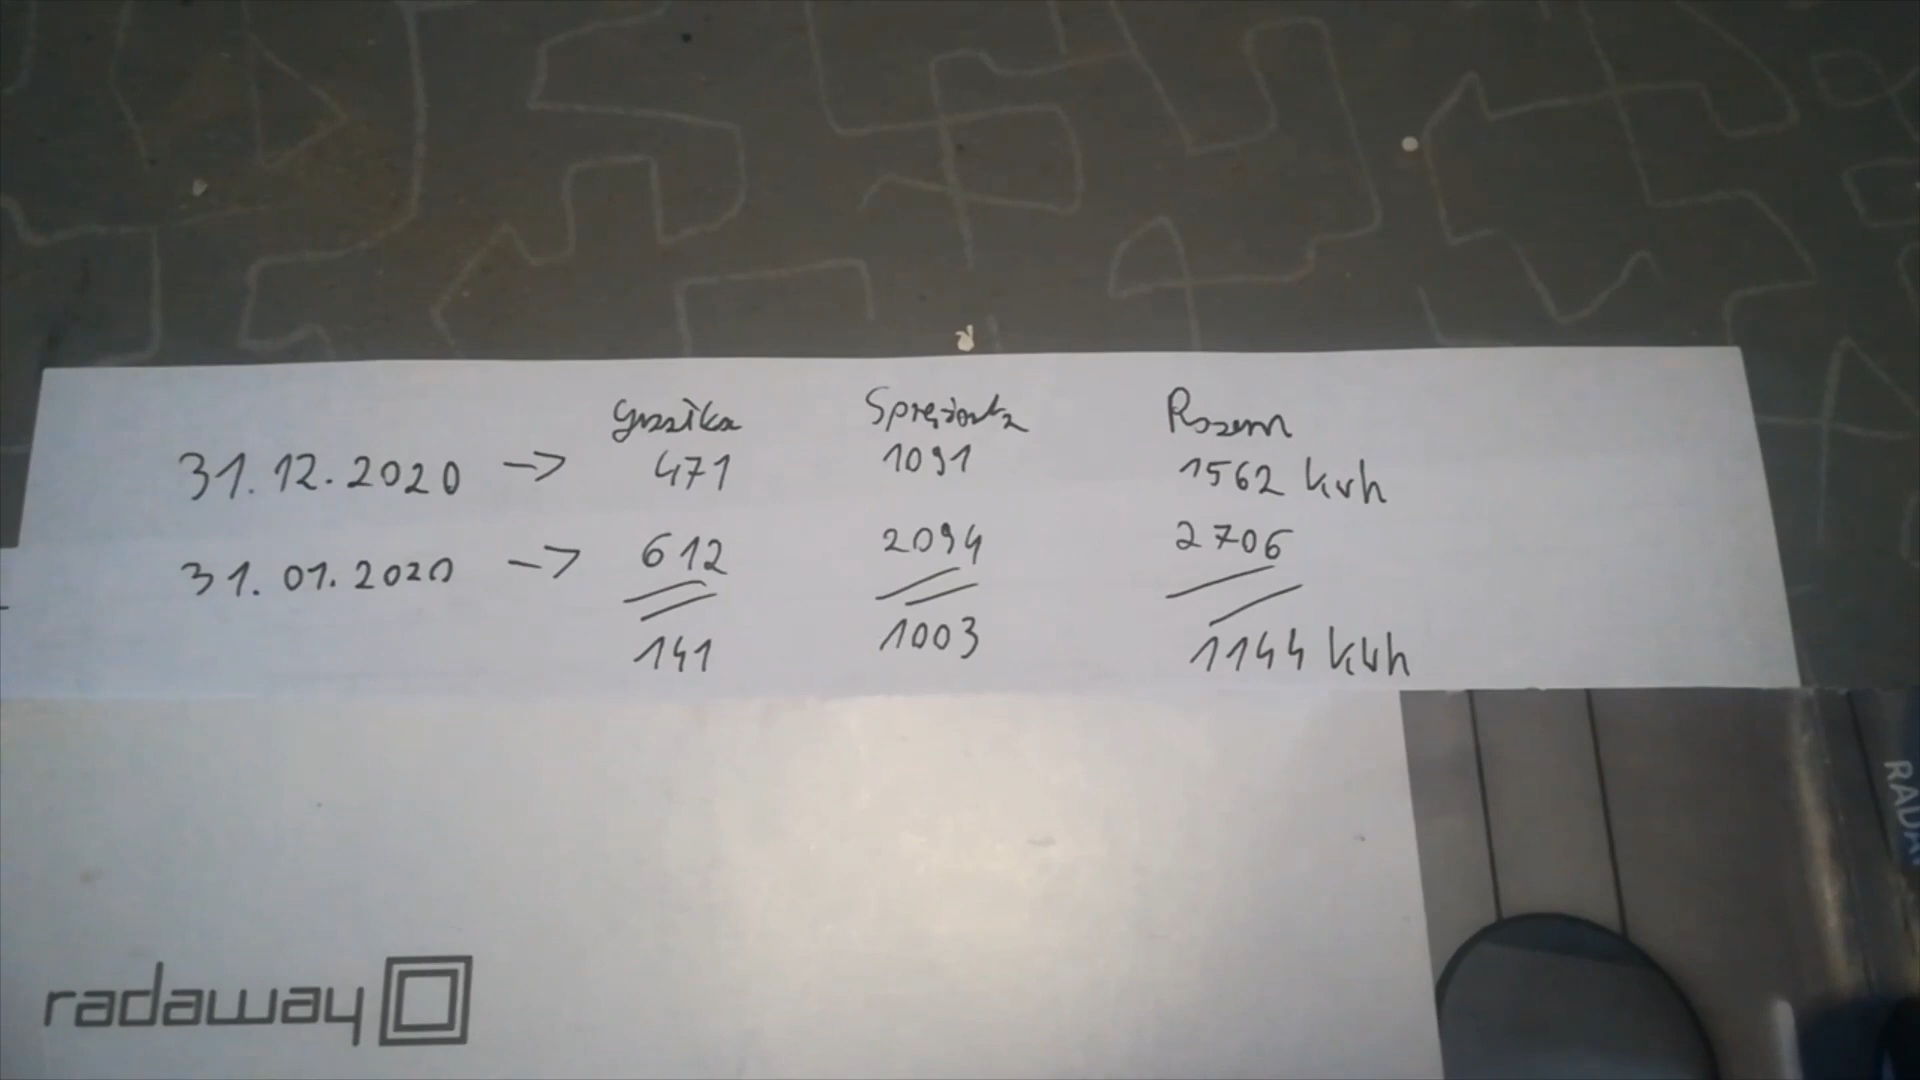 Grzałka Sprężarka Razem
31.12.2020 -> 471 1091 1562 kwh
31.01.2020 -> 612 2094 2706
141 1003 1144 kwh
radaway